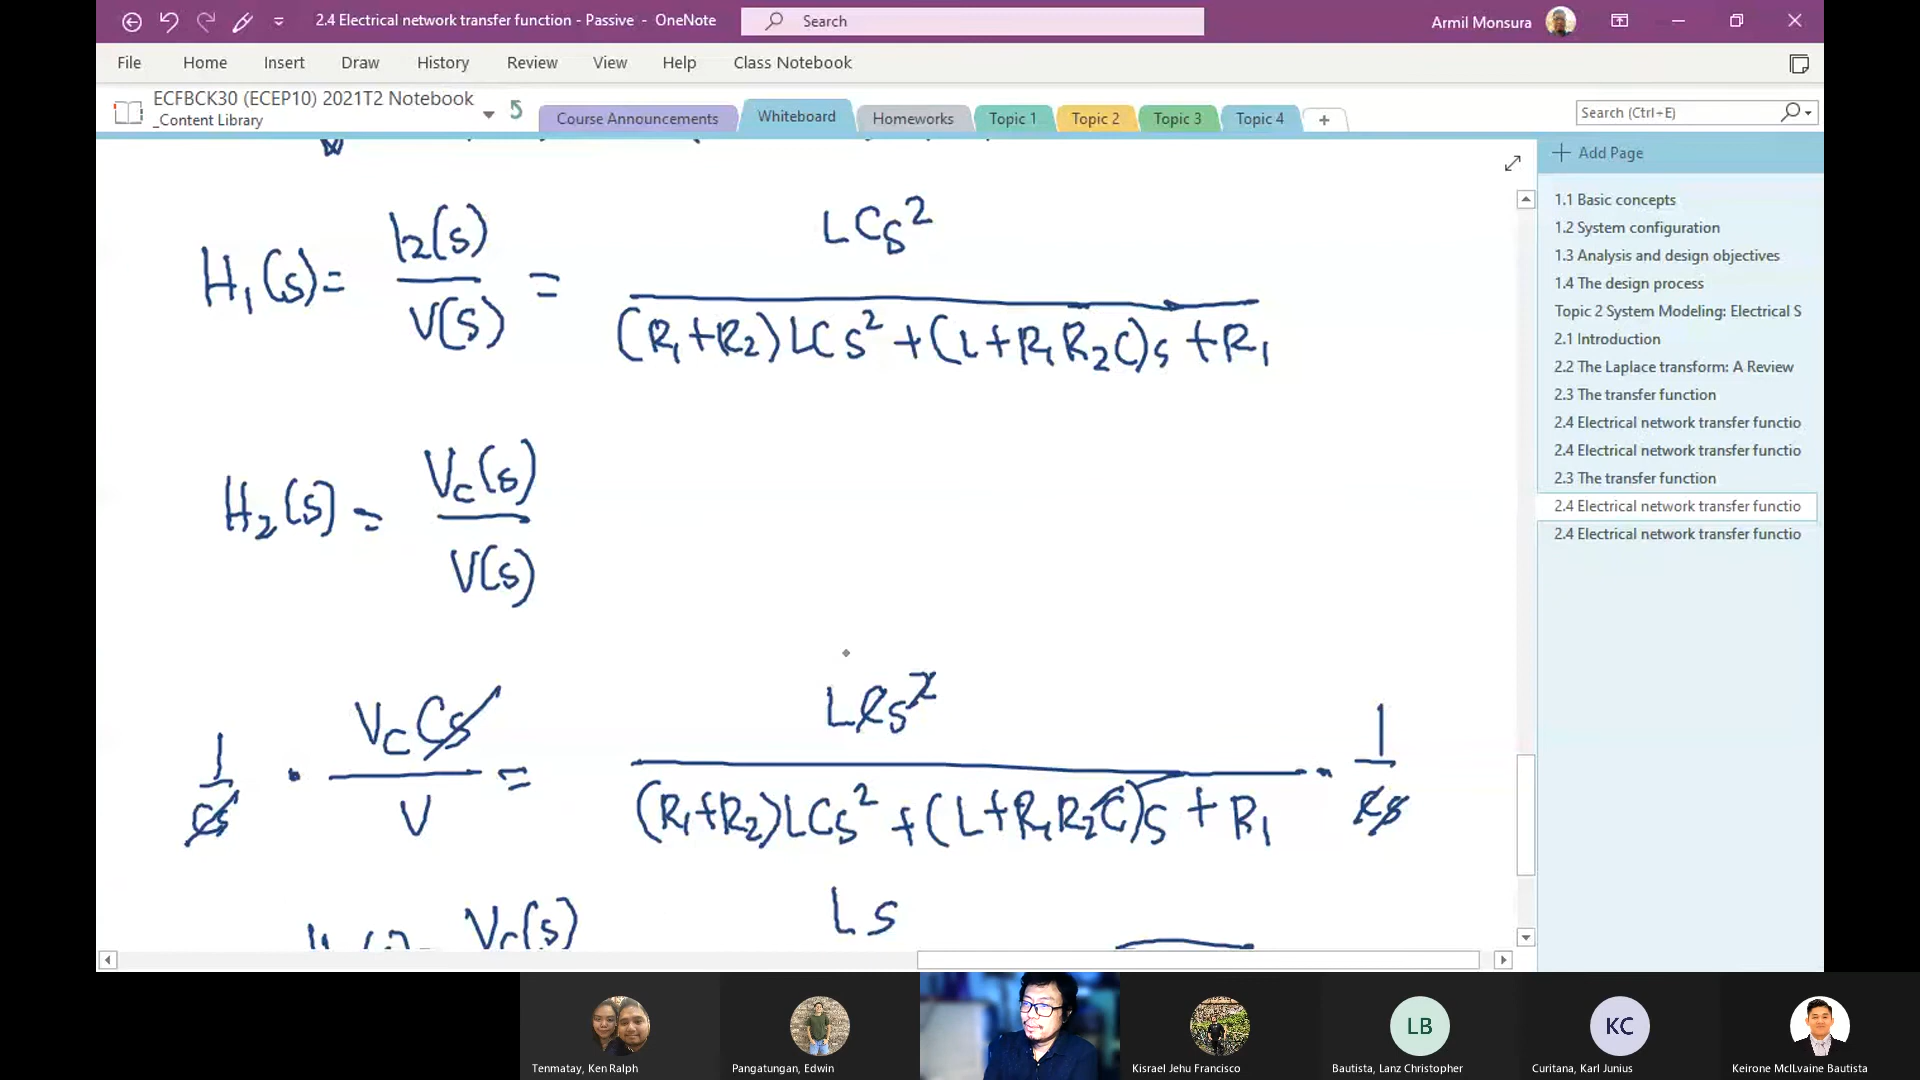 2.4 Electrical network transfer function - Passive - OneNote
Search
Armil Monsura
File Home Insert Draw History Review View Help Class Notebook
ECFBCK30 (ECEP10) 2021T2 Notebook
_Content Library
Course Announcements Whiteboard Homeworks Topic 1 Topic 2 Topic 3 Topic 4 +
Search (Ctrl+E)
Add Page
1.1 Basic concepts
1.2 System configuration
1.3 Analysis and design objectives
1.4 The design process
Topic 2 System Modeling: Electrical S
2.1 Introduction
2.2 The Laplace transform: A Review
2.3 The transfer function
2.4 Electrical network transfer functio
2.4 Electrical network transfer functio
2.3 The transfer function
2.4 Electrical network transfer functio
2.4 Electrical network transfer functio
H₁(s) = I₂(s) / V(s) = LCs² / (R₁+R₂)LCs² + (L+R₁R₂C)s + R₁
H₂(s) = Vc(s) / V(s)
1 / Cs · VcCs / V = LCs² / (R₁+R₂)LCs² + (L+R₁R₂C)s + R₁ · 1 / Cs
Vc(s) Ls
LB KC
Tenmatay, Ken Ralph
Pangatungan, Edwin
Kisrael Jehu Francisco
Bautista, Lanz Christopher
Curitana, Karl Junius
Keirone McIlvaine Bautista